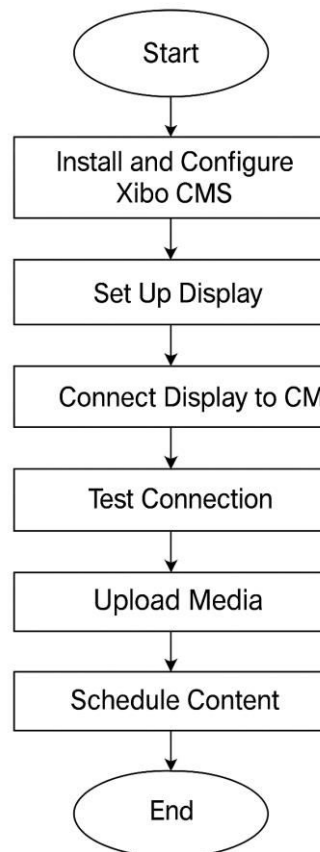 Start
Install and Configure
Xibo CMS
Set Up Display
Connect Display to CM
Test Connection
Upload Media
Schedule Content
End